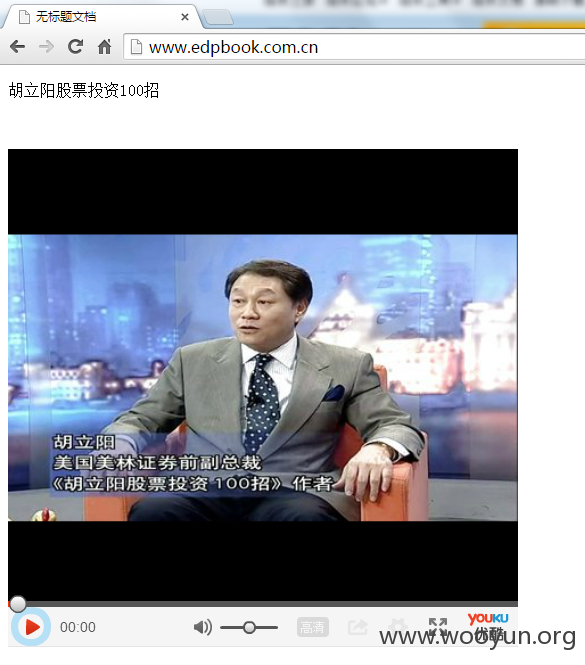 无标题文档
www.edpbook.com.cn
胡立阳股票投资100招
胡立阳
美国美林证券前副总裁
《胡立阳股票投资100招》作者
00:00
高清
YOUKU
优酷
www.wooyun.org